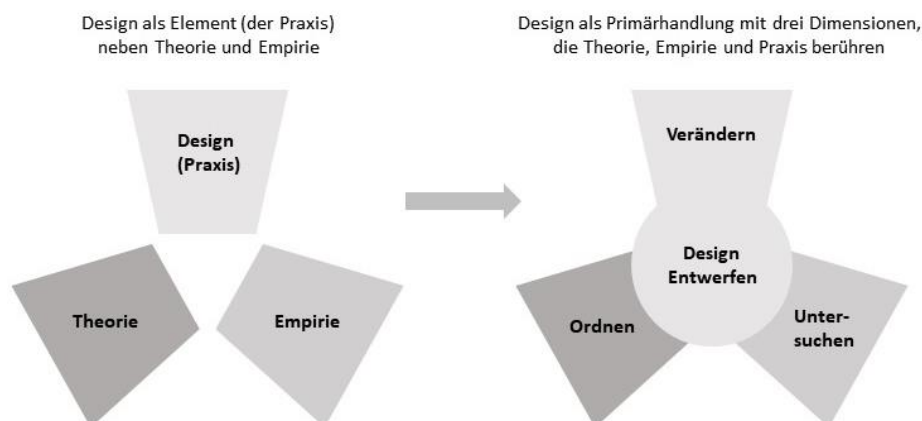 Design als Element (der Praxis)
neben Theorie und Empirie
Design als Primärhandlung mit drei Dimensionen,
die Theorie, Empirie und Praxis berühren
Design
(Praxis)
Theorie
Empirie
Verändern
Design
Entwerfen
Ordnen
Unter-
suchen